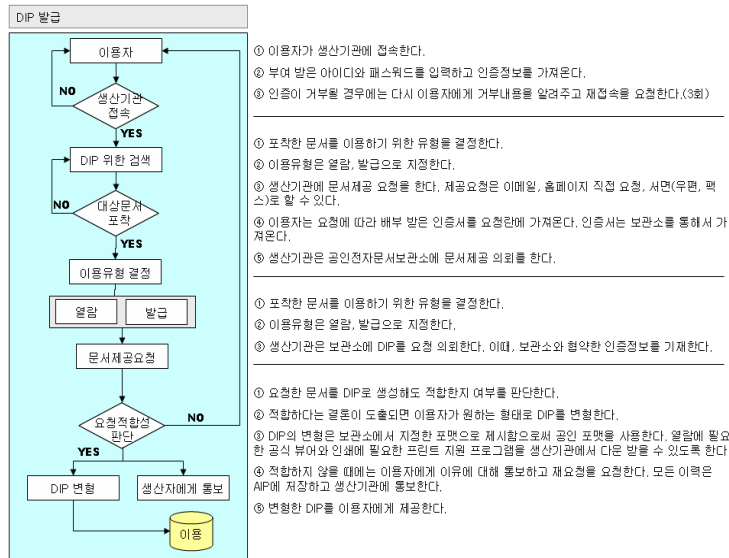 DIP 발급
이용자
NO
생산기관
접속
YES
DIP 위한 검색
NO
대상문서
포착
YES
이용유형 결정
열람
발급
문서제공요청
요청적합성
판단
NO
YES
DIP 변형
생산자에게 통보
이용
① 이용자가 생산기관에 접속한다.
② 부여 받은 아이디와 패스워드를 입력하고 인증정보를 가져온다.
③ 인증이 거부될 경우에는 다시 이용자에게 거부내용을 알려주고 재접속을 요청한다.(3회)
① 포착한 문서를 이용하기 위한 유형을 결정한다.
② 이용유형은 열람, 발급으로 지정한다.
③ 생산기관에 문서제공 요청을 한다. 제공요청은 이메일, 홈페이지 직접 요청, 서면(우편, 팩
스)로 할 수 있다.
④ 이용자는 요청에 따라 배부 받은 인증서를 요청란에 가져온다. 인증서는 보관소를 통해서 가
져온다.
⑤ 생산기관은 공인전자문서보관소에 문서제공 의뢰를 한다.
① 포착한 문서를 이용하기 위한 유형을 결정한다.
② 이용유형은 열람, 발급으로 지정한다.
③ 생산기관은 보관소에 DIP를 요청 의뢰한다. 이때, 보관소와 협약한 인증정보를 기재한다.
① 요청한 문서를 DIP로 생성해도 적합한지 여부를 판단한다.
② 적합하다는 결론이 도출되면 이용자가 원하는 형태로 DIP를 변형한다.
③ DIP의 변형은 보관소에서 지정한 포맷으로 제시함으로써 공인 포맷을 사용한다. 열람에 필요
한 공식 뷰어와 인쇄에 필요한 프린트 지원 프로그램을 생산기관에서 다운 받을 수 있도록 한다
④ 적합하지 않을 때에는 이용자에게 이유에 대해 통보하고 재요청을 요청한다. 모든 이력은
AIP에 저장하고 생산기관에 통보한다.
⑤ 변형한 DIP를 이용자에게 제공한다.